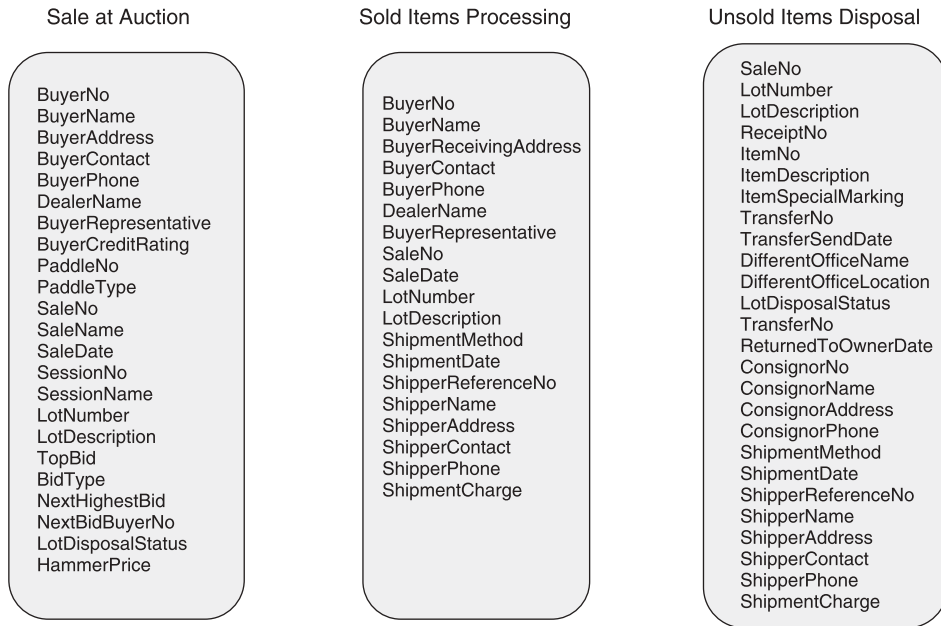 Sale at Auction
BuyerNo
BuyerName
BuyerAddress
BuyerContact
BuyerPhone
DealerName
BuyerRepresentative
BuyerCreditRating
PaddleNo
PaddleType
SaleNo
SaleName
SaleDate
SessionNo
SessionName
LotNumber
LotDescription
TopBid
BidType
NextHighestBid
NextBidBuyerNo
LotDisposalStatus
HammerPrice
Sold Items Processing
BuyerNo
BuyerName
BuyerReceivingAddress
BuyerContact
BuyerPhone
DealerName
BuyerRepresentative
SaleNo
SaleDate
LotNumber
LotDescription
ShipmentMethod
ShipmentDate
ShipperReferenceNo
ShipperName
ShipperAddress
ShipperContact
ShipperPhone
ShipmentCharge
Unsold Items Disposal
SaleNo
LotNumber
LotDescription
ReceiptNo
ItemNo
ItemDescription
ItemSpecialMarking
TransferNo
TransferSendDate
DifferentOfficeName
DifferentOfficeLocation
LotDisposalStatus
TransferNo
ReturnedToOwnerDate
ConsignorNo
ConsignorName
ConsignorAddress
ConsignorPhone
ShipmentMethod
ShipmentDate
ShipperReferenceNo
ShipperName
ShipperAddress
ShipperContact
ShipperPhone
ShipmentCharge